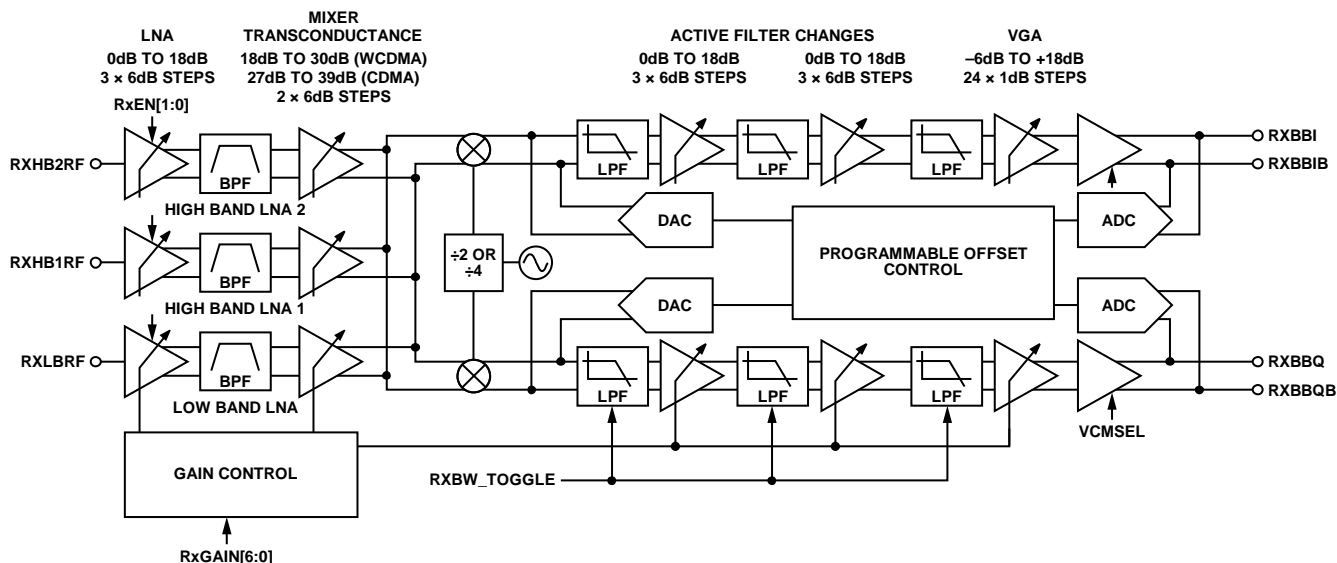 LNA
0dB TO 18dB
3 × 6dB STEPS
RxEN[1:0]
MIXER
TRANSCONDUCTANCE
18dB TO 30dB (WCDMA)
27dB TO 39dB (CDMA)
2 × 6dB STEPS
ACTIVE FILTER CHANGES
0dB TO 18dB
3 × 6dB STEPS
0dB TO 18dB
3 × 6dB STEPS
VGA
–6dB TO +18dB
24 × 1dB STEPS
RXHB2RF
BPF
HIGH BAND LNA 2
LPF
LPF
LPF
RXBBI
RXBBIB
DAC
ADC
RXHB1RF
BPF
HIGH BAND LNA 1
÷2 OR
÷4
PROGRAMMABLE OFFSET
CONTROL
DAC
ADC
RXLBRF
BPF
LOW BAND LNA
LPF
LPF
LPF
RXBBQ
RXBBQB
VCMSEL
GAIN CONTROL
RXBW_TOGGLE
RxGAIN[6:0]